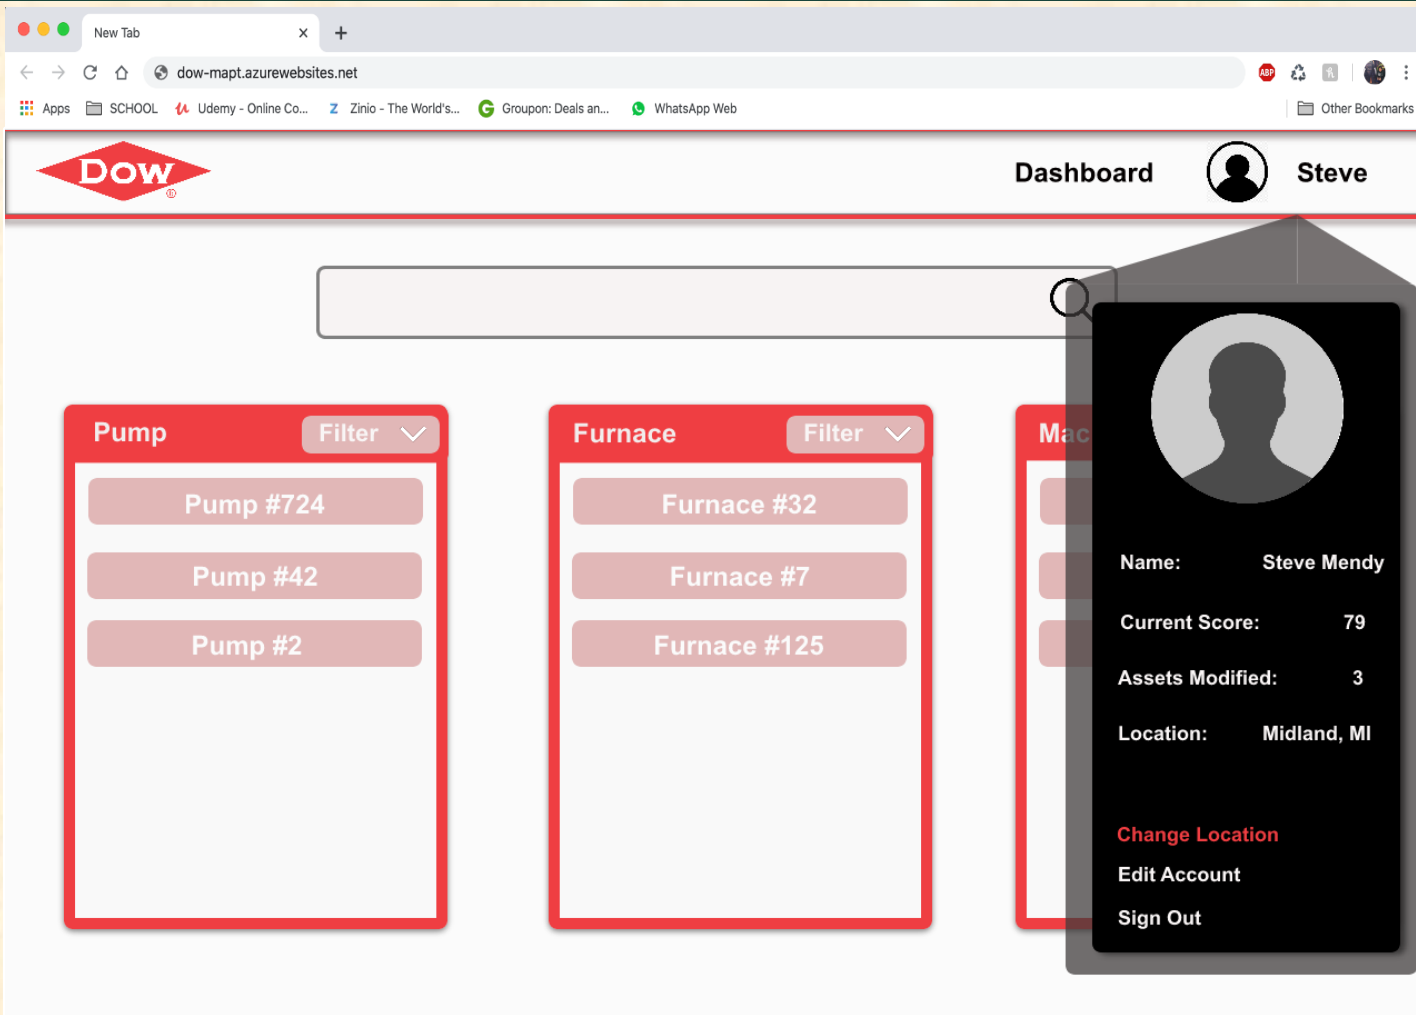 New Tab
dow-mapt.azurewebsites.net
ABP
Apps SCHOOL Udemy - Online Co... Zinio - The World's... Groupon: Deals an... WhatsApp Web Other Bookmarks
Dow ®
Dashboard Steve
Pump Filter
Pump #724
Pump #42
Pump #2
Furnace Filter
Furnace #32
Furnace #7
Furnace #125
Mac
Name: Steve Mendy
Current Score: 79
Assets Modified: 3
Location: Midland, MI
Change Location
Edit Account
Sign Out